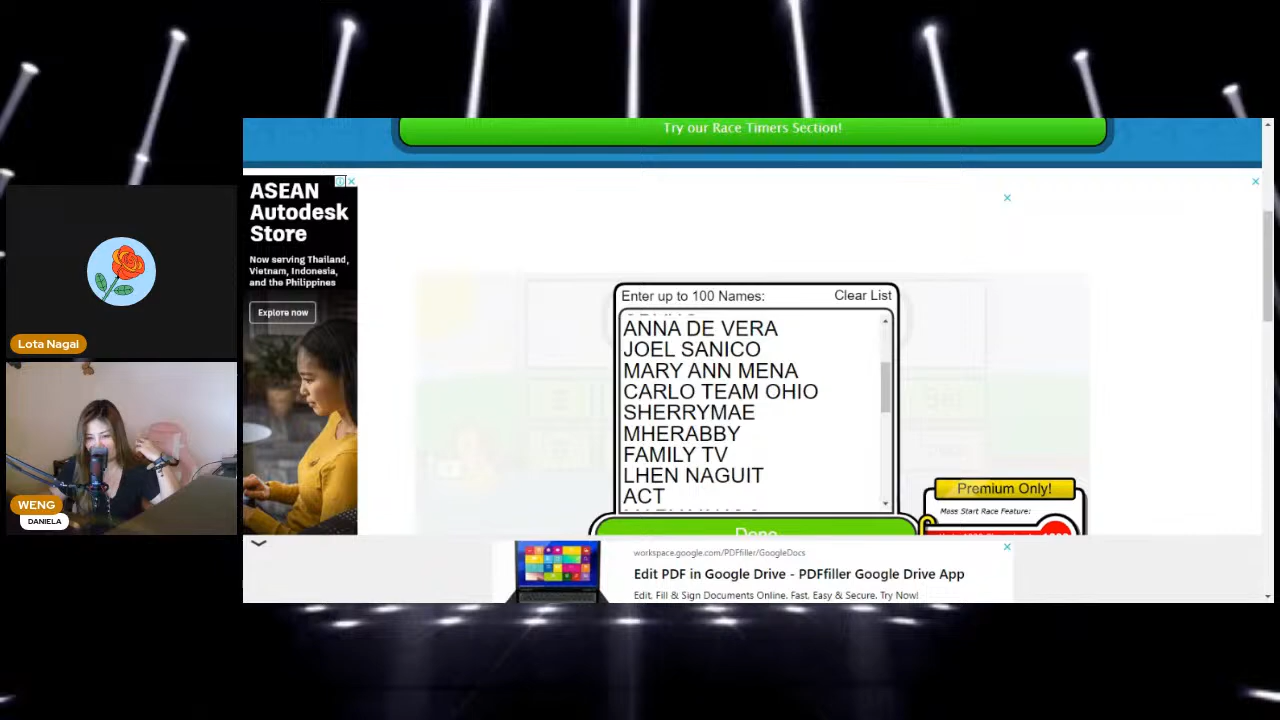 Try our Race Timers Section!
ASEAN
Autodesk
Store
Now serving Thailand,
Vietnam, Indonesia,
and the Philippines
Explore now
Enter up to 100 Names:
Clear List
ANNA DE VERA
JOEL SANICO
MARY ANN MENA
CARLO TEAM OHIO
SHERRYMAE
MHERABBY
FAMILY TV
LHEN NAGUIT
ACT
Done
Premium Only!
Mass Start Race Feature:
Lota Nagai
WENG
DANIELA
workspace.google.com/PDFfiller/GoogleDocs
Edit PDF in Google Drive - PDFfiller Google Drive App
Edit, Fill & Sign Documents Online. Fast, Easy & Secure. Try Now!